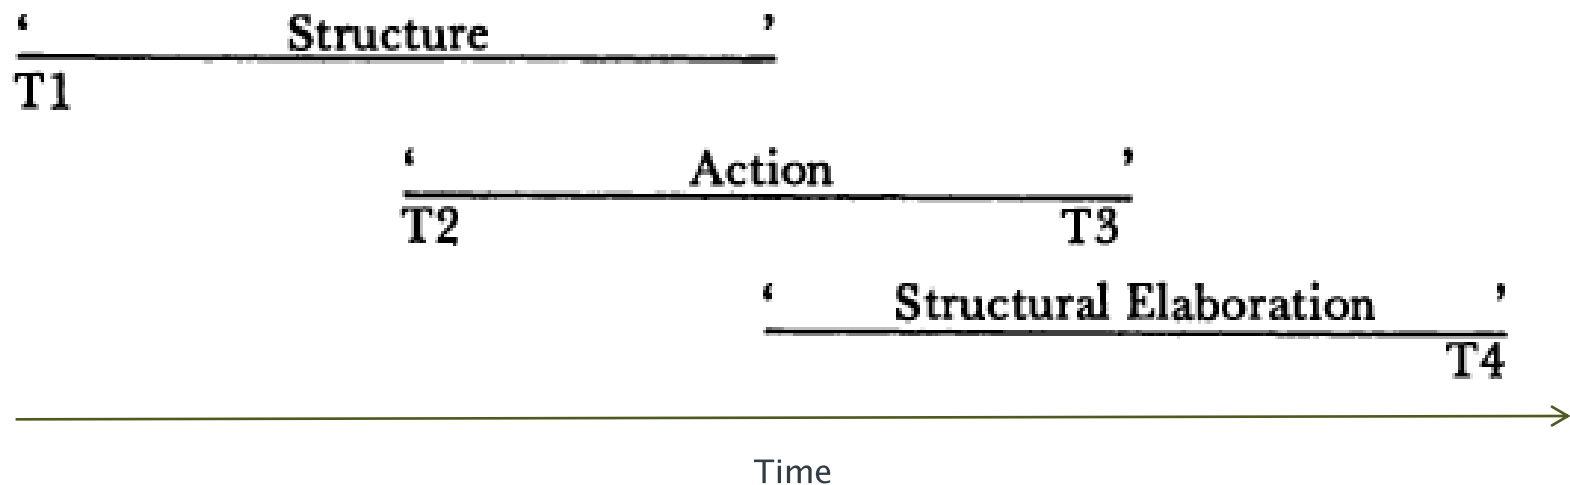 ‘ Structure ’
T1
‘ Action ’
T2 T3
‘ Structural Elaboration ’
T4
Time